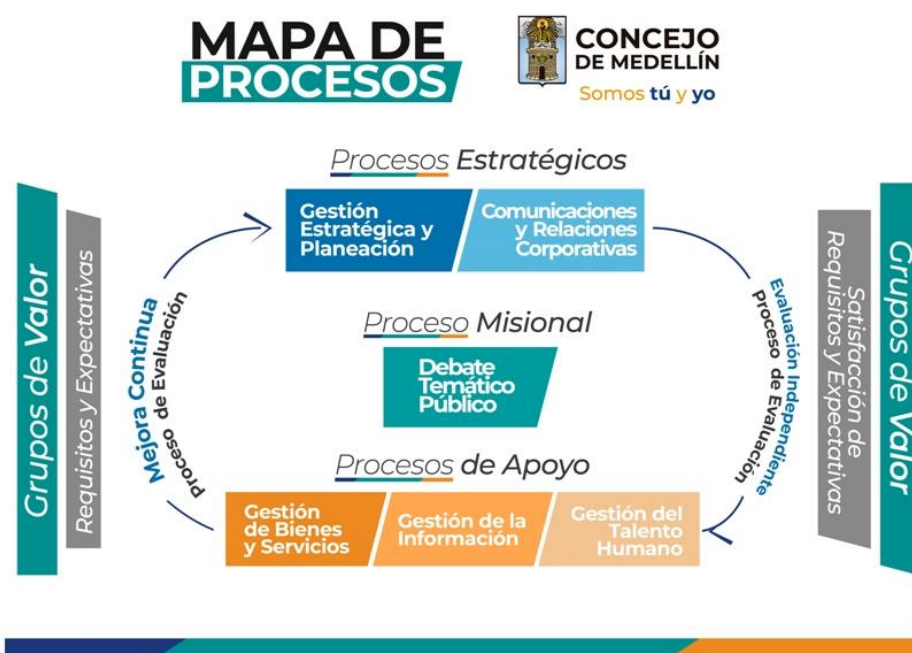 MAPA DE
PROCESOS
CONCEJO
DE MEDELLÍN
Somos tú y yo
Procesos Estratégicos
Gestión
Estratégica y
Planeación
Comunicaciones
y Relaciones
Corporativas
Proceso Misional
Debate
Temático
Público
Procesos de Apoyo
Gestión
de Bienes
y Servicios
Gestión de la
Información
Gestión del
Talento
Humano
Grupos de Valor
Requisitos y Expectativas
Mejora Continua
Proceso de Evaluación
Evaluación Independiente
Proceso de Evaluación
Satisfacción de
Requisitos y Expectativas
Grupos de Valor